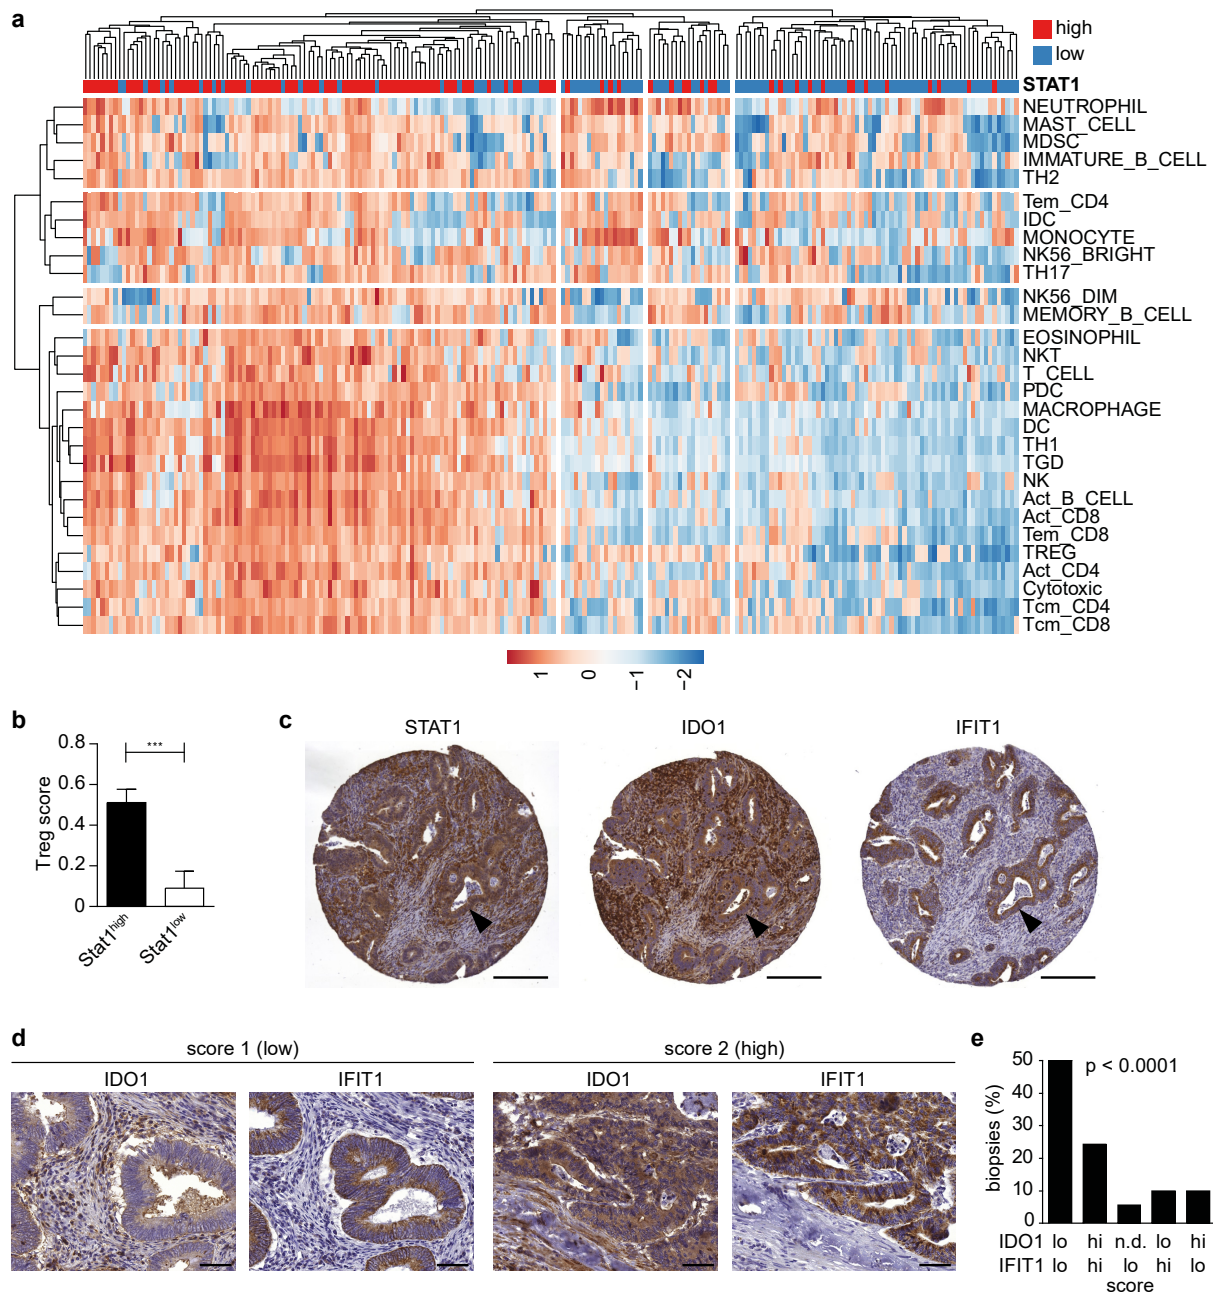 a
high
low
STAT1
NEUTROPHIL
MAST_CELL
MDSC
IMMATURE_B_CELL
TH2
Tem_CD4
IDC
MONOCYTE
NK56_BRIGHT
TH17
NK56_DIM
MEMORY_B_CELL
EOSINOPHIL
NKT
T_CELL
PDC
MACROPHAGE
DC
TH1
TGD
NK
Act_B_CELL
Act_CD8
Tem_CD8
TREG
Act_CD4
Cytotoxic
Tcm_CD4
Tcm_CD8
1 0 −1 −2
b
Treg score
0.8
0.6
0.4
0.2
0
***
Stat1high
Stat1low
c
STAT1 IDO1 IFIT1
d
score 1 (low) score 2 (high)
IDO1 IFIT1 IDO1 IFIT1
e
biopsies (%)
50
40
30
20
10
0
p < 0.0001
IDO1 lo hi n.d. lo hi
IFIT1 lo hi lo hi lo
score